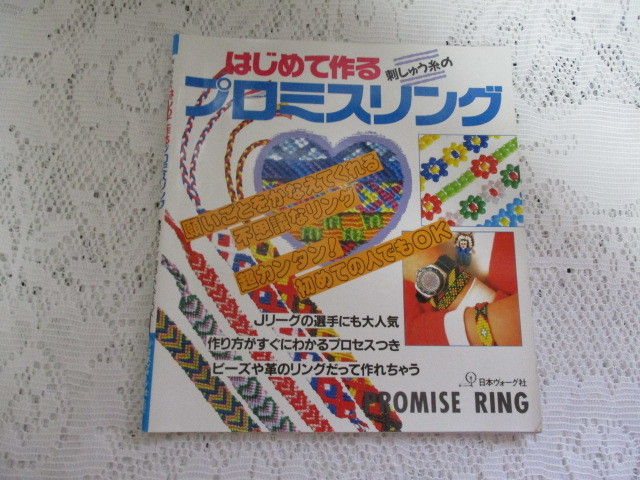 はじめて作る
刺しゅう糸の
プロミスリング
願いごとをかなえてくれる
不思議なリング
超カンタン!
初めての人でもOK
Jリーグの選手にも大人気
作り方がすぐにわかるプロセスつき
ビーズや革のリングだって作れちゃう
日本ヴォーグ社
PROMISE RING